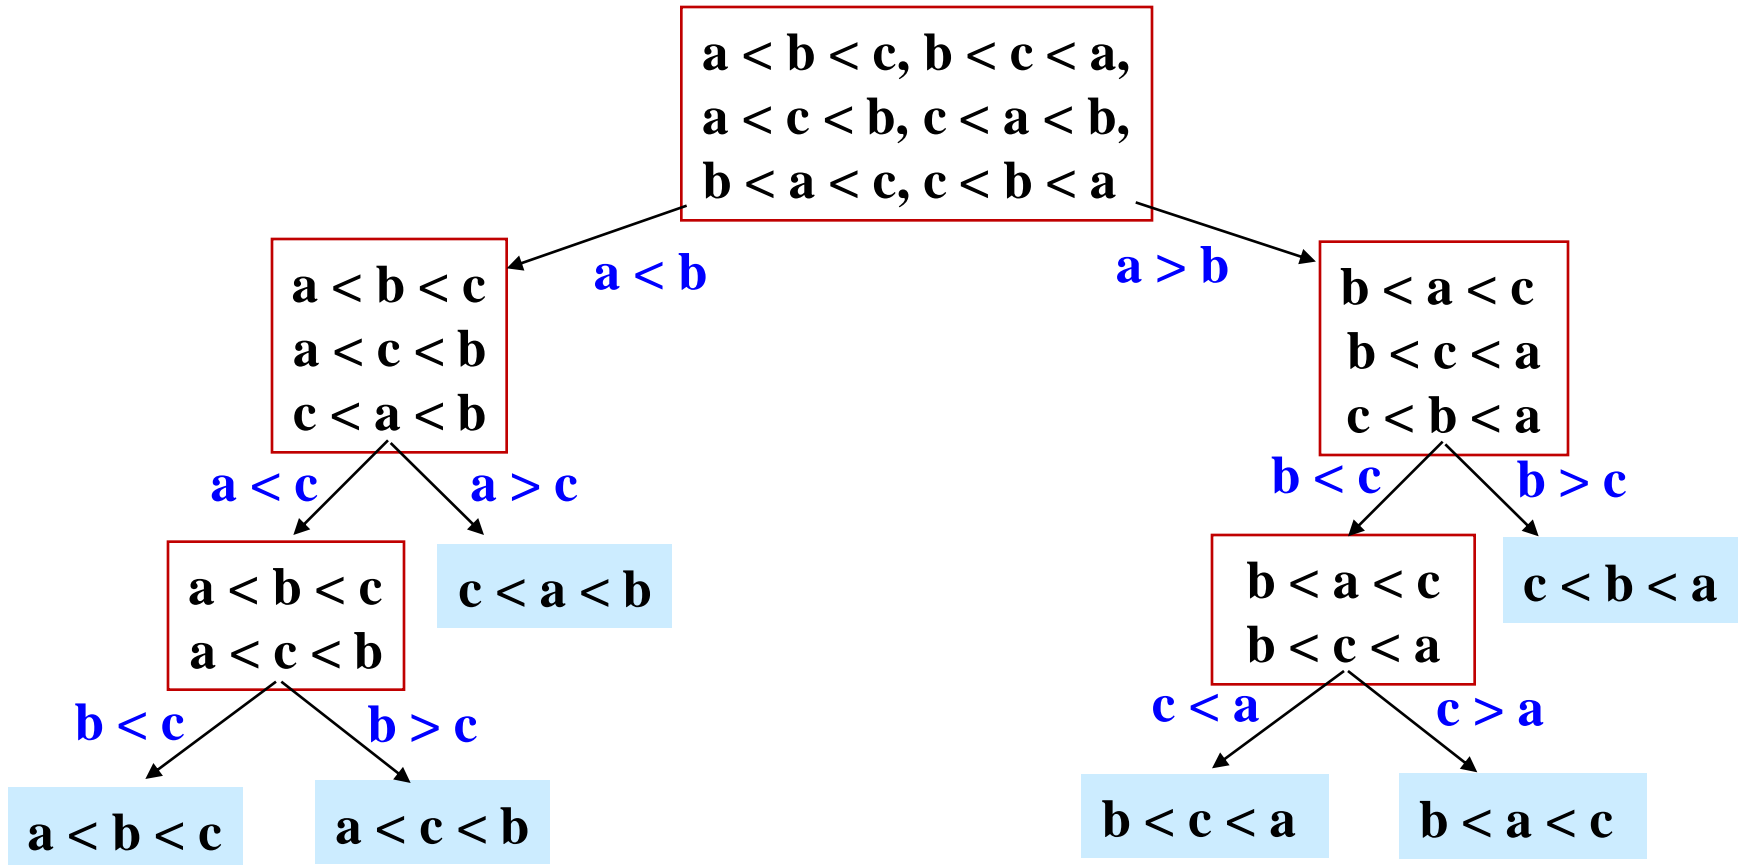 a < b < c, b < c < a,
a < c < b, c < a < b,
b < a < c, c < b < a
a < b
a > b
a < b < c
a < c < b
c < a < b
b < a < c
b < c < a
c < b < a
a < c
a > c
b < c
b > c
a < b < c
a < c < b
c < a < b
b < a < c
b < c < a
c < b < a
b < c
b > c
c < a
c > a
a < b < c
a < c < b
b < c < a
b < a < c